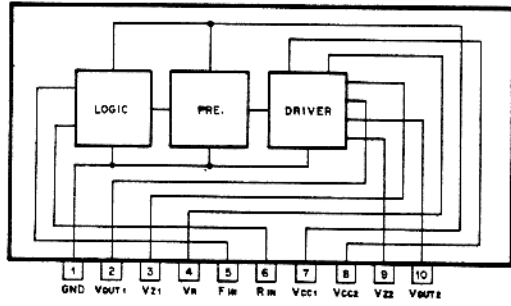 LOGIC PRE. DRIVER
1 2 3 4 5 6 7 8 9 10
GND VOUT1 VZ1 VR FIN RIN VCC1 VCC2 VZ2 VOUT2